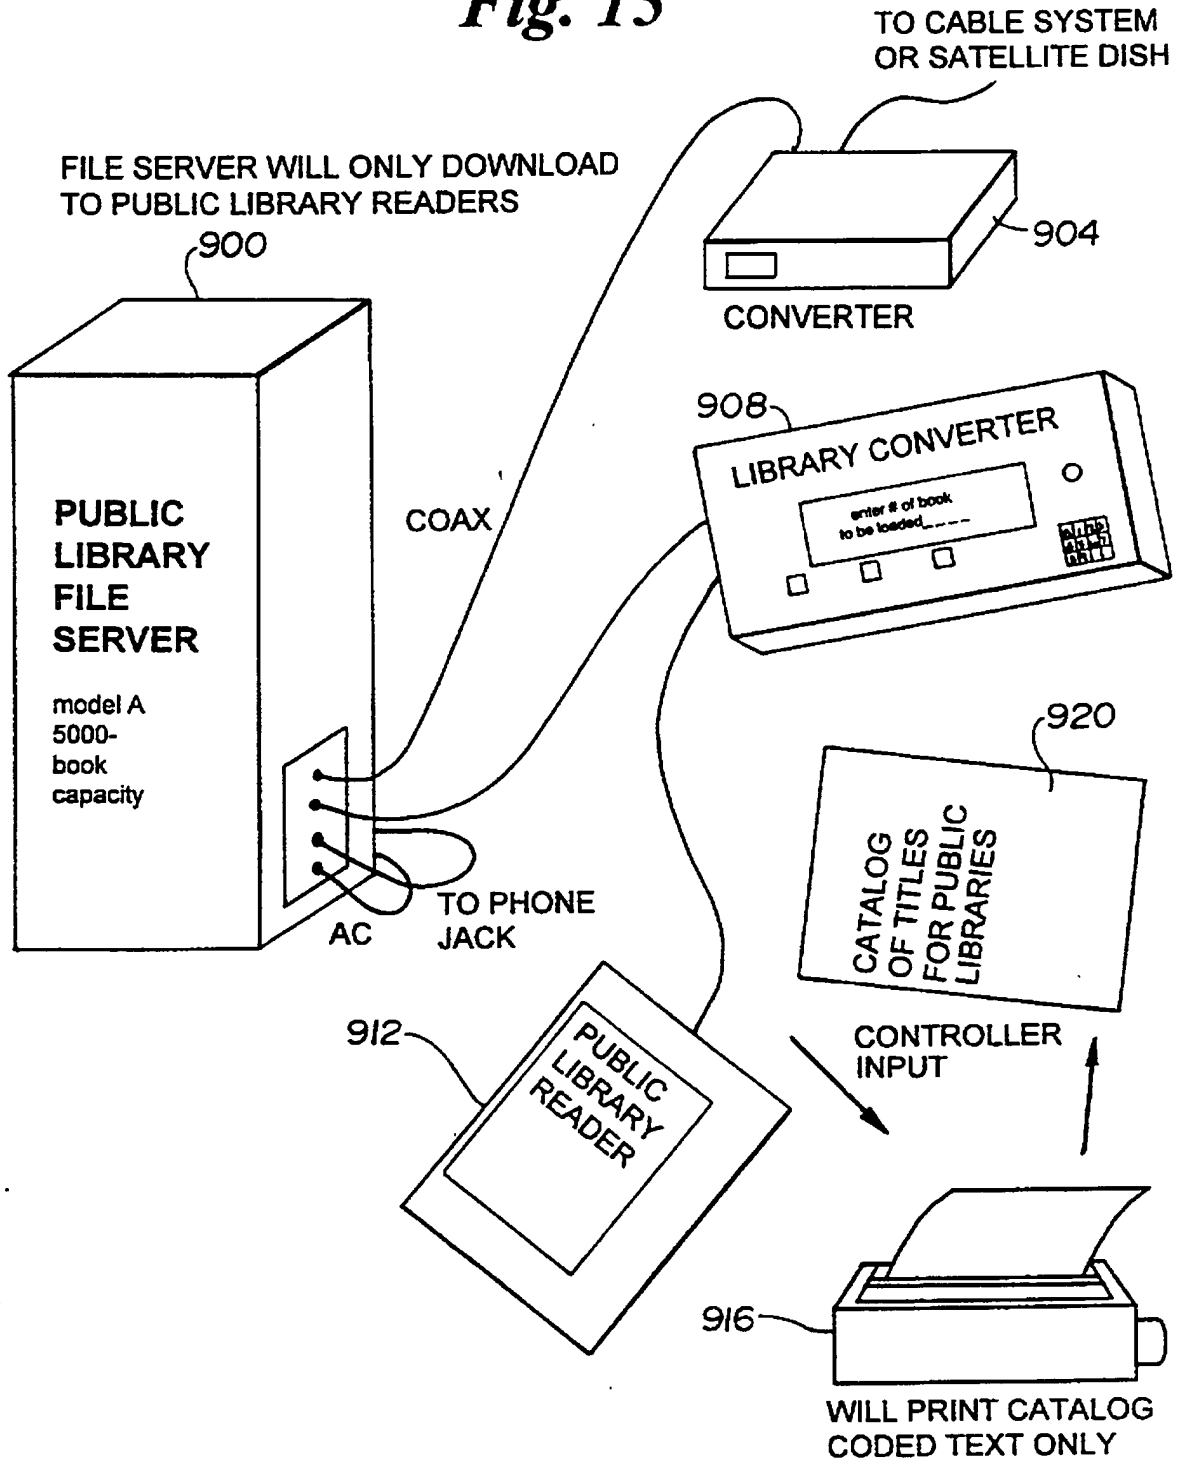 Fig. 15
TO CABLE SYSTEM
OR SATELLITE DISH
FILE SERVER WILL ONLY DOWNLOAD
TO PUBLIC LIBRARY READERS
900
904
CONVERTER
908
LIBRARY CONVERTER
enter # of book
to be loaded____
COAX
PUBLIC
LIBRARY
FILE
SERVER
model A
5000-
book
capacity
AC
TO PHONE
JACK
920
CATALOG
OF TITLES
FOR PUBLIC
LIBRARIES
912
PUBLIC
LIBRARY
READER
CONTROLLER
INPUT
916
WILL PRINT CATALOG
CODED TEXT ONLY